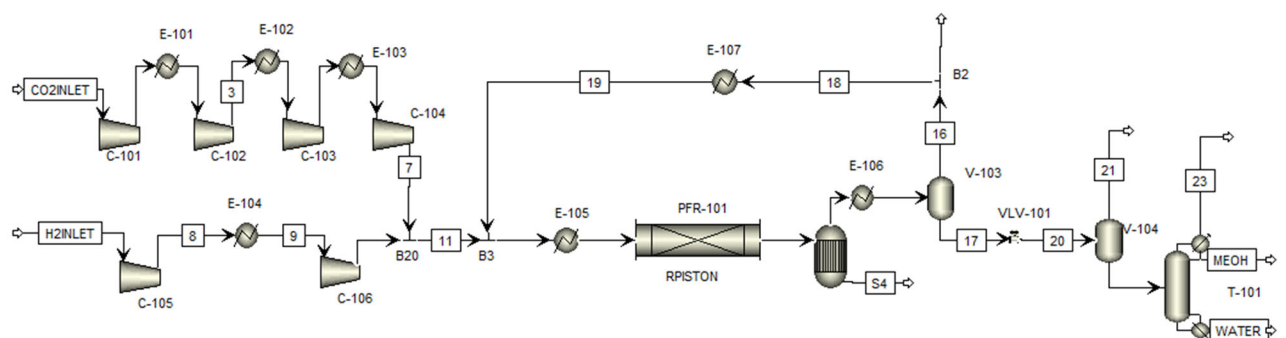 E-101
E-102
E-103
CO2INLET
3
C-101
C-102
C-103
C-104
7
H2INLET
8
E-104
9
C-105
C-106
B20
11
B3
19
E-107
18
B2
16
E-105
PFR-101
RPISTON
E-106
V-103
S4
17
VLV-101
20
21
V-104
23
MEOH
T-101
WATER